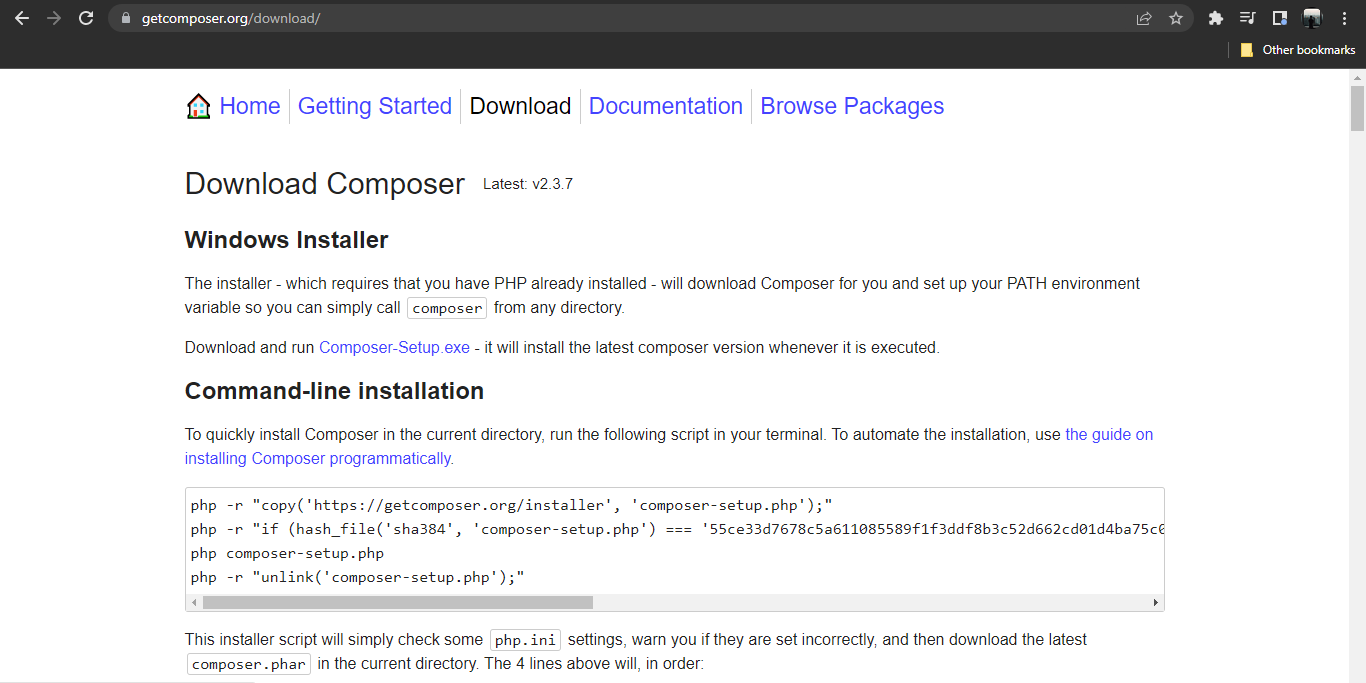 getcomposer.org/download/
Other bookmarks
Home Getting Started Download Documentation Browse Packages
Download Composer Latest: v2.3.7
Windows Installer
The installer - which requires that you have PHP already installed - will download Composer for you and set up your PATH environment
variable so you can simply call composer from any directory.
Download and run Composer-Setup.exe - it will install the latest composer version whenever it is executed.
Command-line installation
To quickly install Composer in the current directory, run the following script in your terminal. To automate the installation, use the guide on
installing Composer programmatically.
php -r "copy('https://getcomposer.org/installer', 'composer-setup.php');"
php -r "if (hash_file('sha384', 'composer-setup.php') === '55ce33d7678c5a611085589f1f3ddf8b3c52d662cd01d4ba75c0
php composer-setup.php
php -r "unlink('composer-setup.php');"
This installer script will simply check some php.ini settings, warn you if they are set incorrectly, and then download the latest
composer.phar in the current directory. The 4 lines above will, in order: